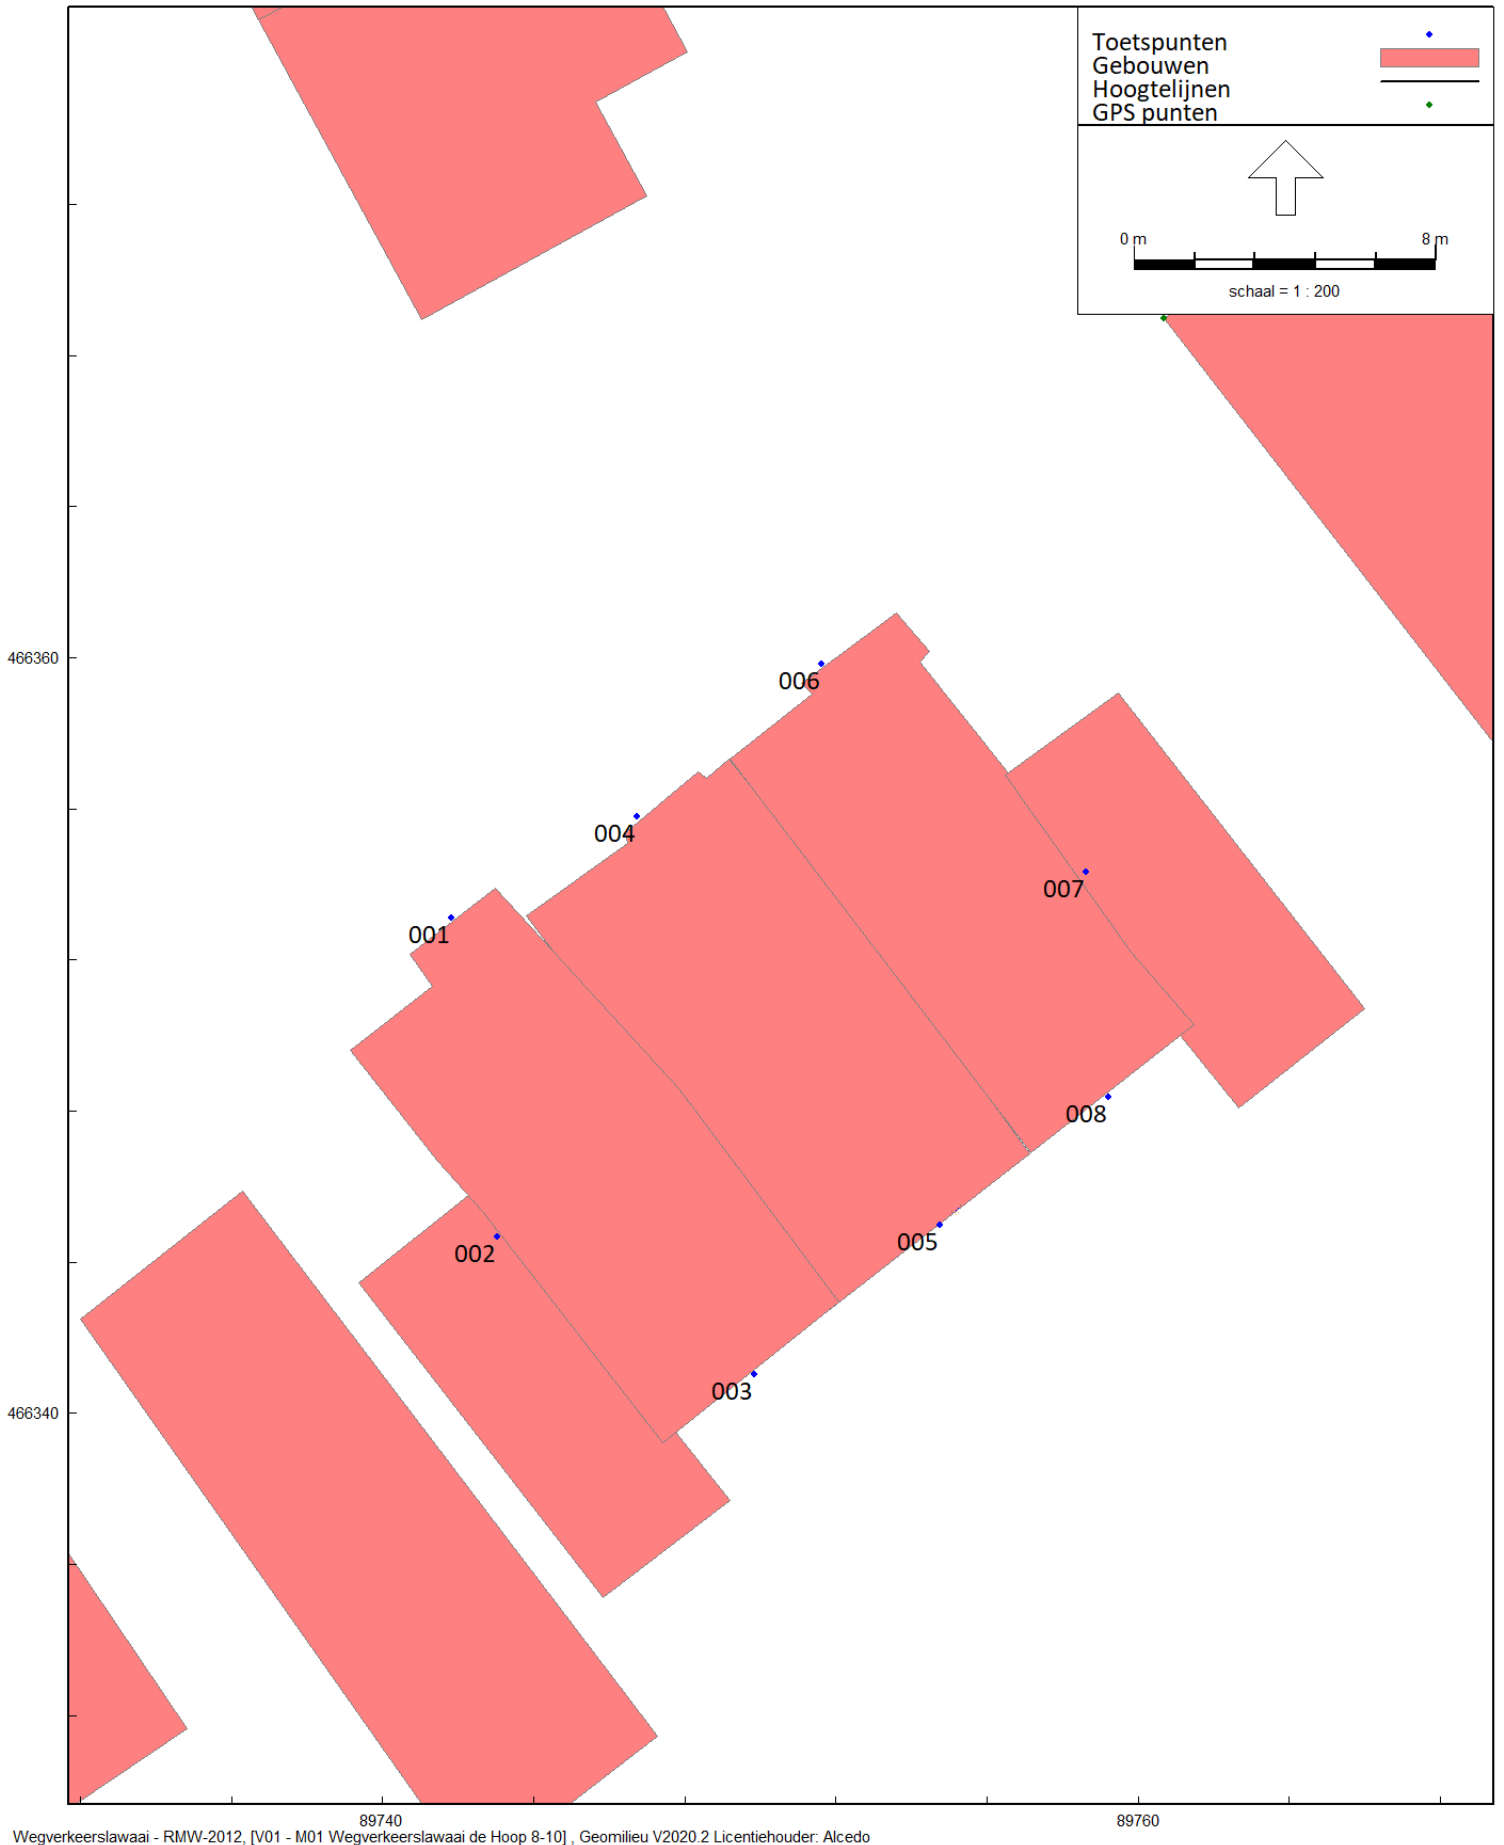 Toetspunten
Gebouwen
Hoogtelijnen
GPS punten
0 m 8 m
schaal = 1 : 200
466360
006
004
007
001
008
002
005
003
466340
89740 89760
Wegverkeerslawaai - RMW-2012, [V01 - M01 Wegverkeerslawaai de Hoop 8-10] , Geomilieu V2020.2 Licentiehouder: Alcedo